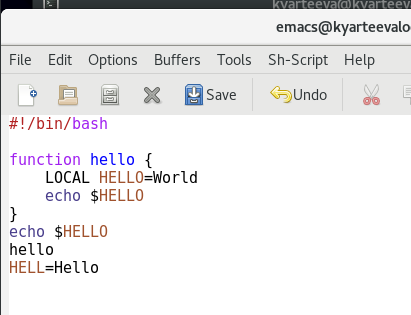 kyarteeva@kyarteev
emacs@kyarteevalo
File Edit Options Buffers Tools Sh-Script Help
Save Undo
#!/bin/bash
function hello {
LOCAL HELLO=World
echo $HELLO
}
echo $HELLO
hello
HELL=Hello